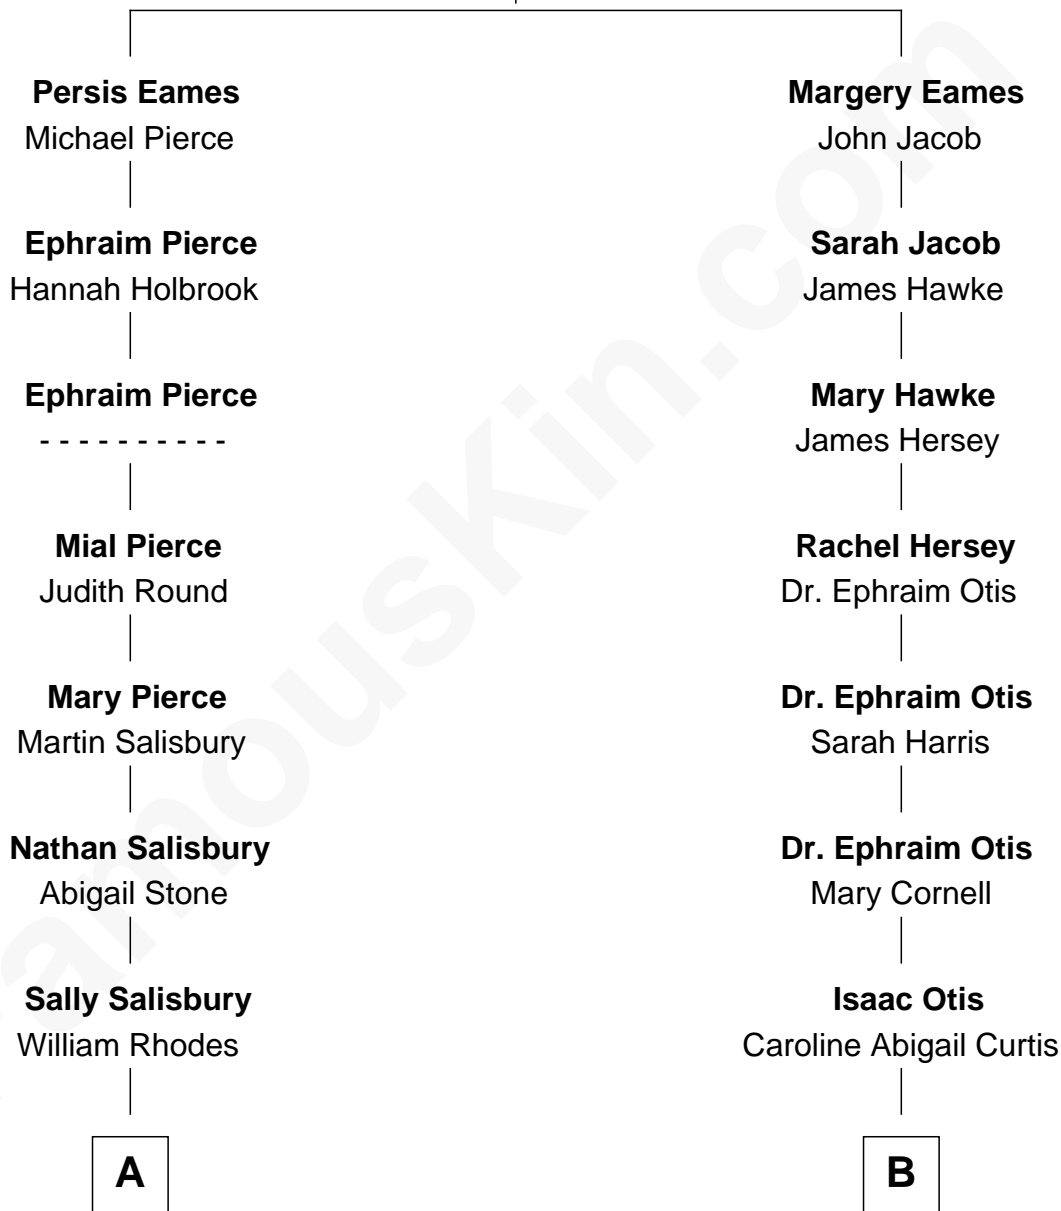 Persis Eames
Michael Pierce
Ephraim Pierce
Hannah Holbrook
Ephraim Pierce
- - - - - - - - - -
Mial Pierce
Judith Round
Mary Pierce
Martin Salisbury
Nathan Salisbury
Abigail Stone
Sally Salisbury
William Rhodes
A
Margery Eames
John Jacob
Sarah Jacob
James Hawke
Mary Hawke
James Hersey
Rachel Hersey
Dr. Ephraim Otis
Dr. Ephraim Otis
Sarah Harris
Dr. Ephraim Otis
Mary Cornell
Isaac Otis
Caroline Abigail Curtis
B
amousKin.com